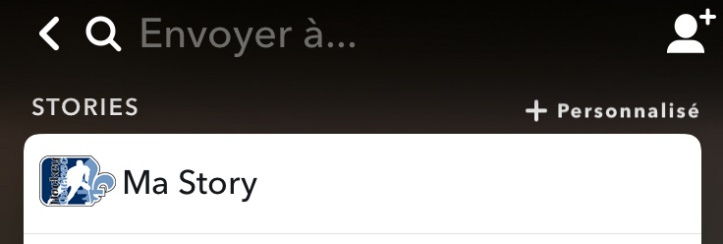 Envoyer à...
STORIES
+ Personnalisé
Ma Story